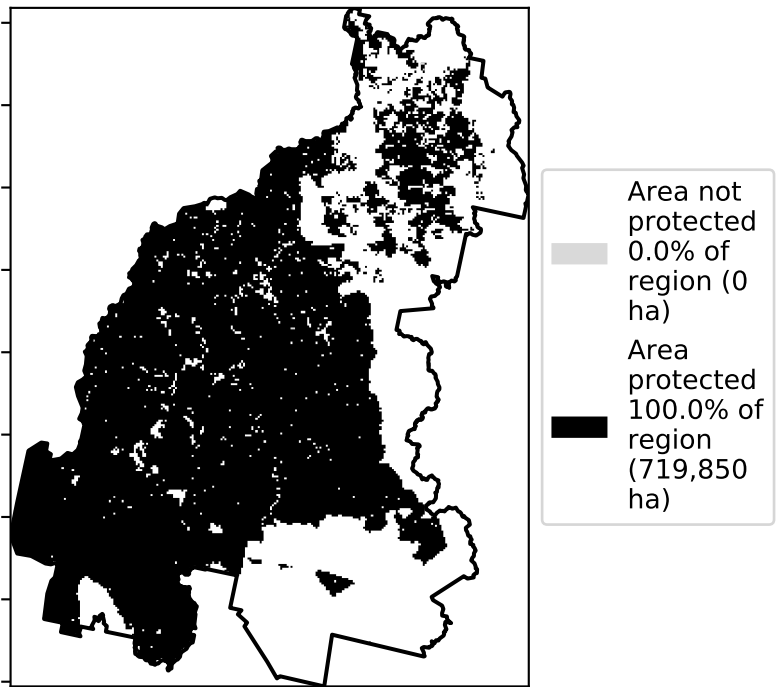 Area not
protected
0.0% of
region (0
ha)
Area
protected
100.0% of
region
(719,850
ha)